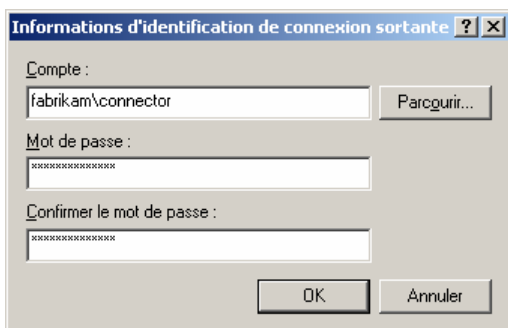 Informations d'identification de connexion sortante ? X
Compte :
fabrikam\connector
Parcourir...
Mot de passe :
××××××××××××××
Confirmer le mot de passe :
××××××××××××××
OK
Annuler